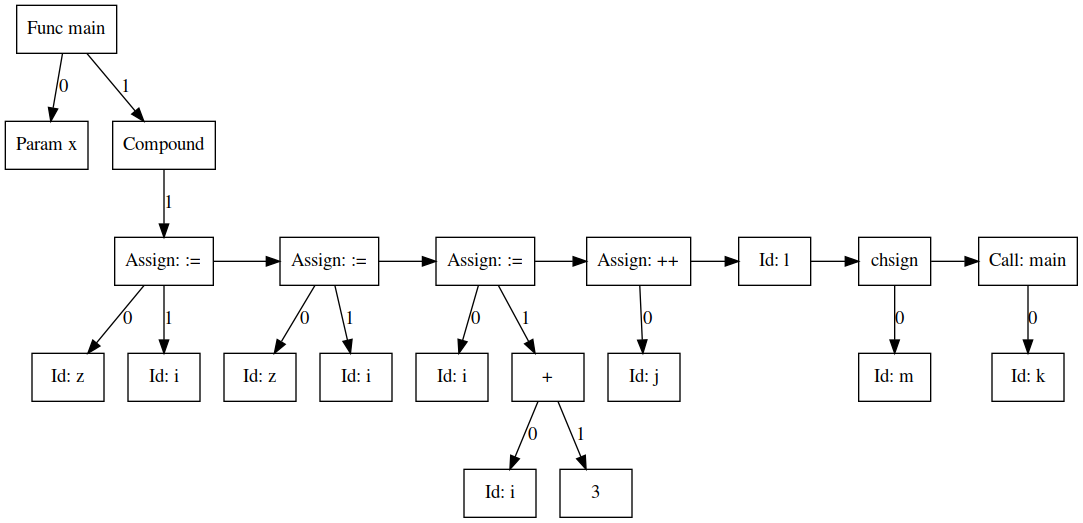 Func main
0 1
Param x Compound
1
Assign: := Assign: := Assign: := Assign: ++ Id: l chsign Call: main
0 1 0 1 0 1 0 0 0
Id: z Id: i Id: z Id: i Id: i + Id: j Id: m Id: k
0 1
Id: i 3